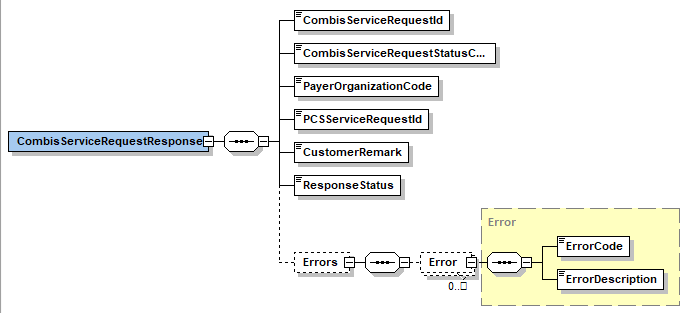 CombisServiceRequestId
CombisServiceRequestStatusC...
PayerOrganizationCode
PCSServiceRequestId
CombisServiceRequestResponse
CustomerRemark
ResponseStatus
Error
ErrorCode
Errors
Error
ErrorDescription
0..